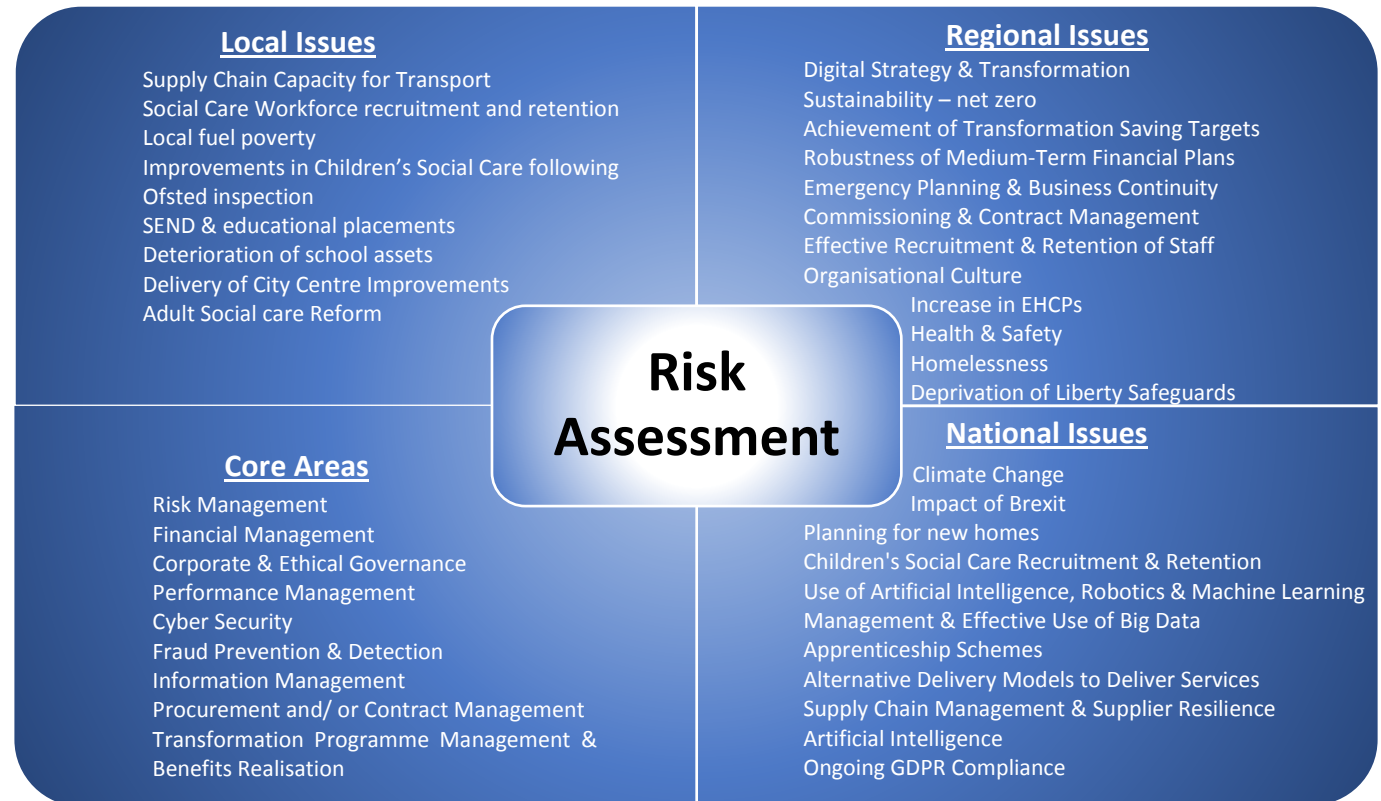 Local Issues
Supply Chain Capacity for Transport
Social Care Workforce recruitment and retention
Local fuel poverty
Improvements in Children’s Social Care following
Ofsted inspection
SEND & educational placements
Deterioration of school assets
Delivery of City Centre Improvements
Adult Social care Reform
Regional Issues
Digital Strategy & Transformation
Sustainability – net zero
Achievement of Transformation Saving Targets
Robustness of Medium-Term Financial Plans
Emergency Planning & Business Continuity
Commissioning & Contract Management
Effective Recruitment & Retention of Staff
Organisational Culture
Increase in EHCPs
Health & Safety
Homelessness
Deprivation of Liberty Safeguards
Risk
Assessment
Core Areas
Risk Management
Financial Management
Corporate & Ethical Governance
Performance Management
Cyber Security
Fraud Prevention & Detection
Information Management
Procurement and/ or Contract Management
Transformation Programme Management &
Benefits Realisation
National Issues
Climate Change
Impact of Brexit
Planning for new homes
Children's Social Care Recruitment & Retention
Use of Artificial Intelligence, Robotics & Machine Learning
Management & Effective Use of Big Data
Apprenticeship Schemes
Alternative Delivery Models to Deliver Services
Supply Chain Management & Supplier Resilience
Artificial Intelligence
Ongoing GDPR Compliance